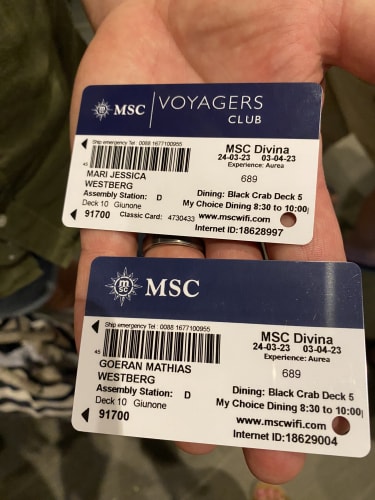 MSC VOYAGERS
CLUB
Ship emergency Tel: 0088 1677100955
45
MARI JESSICA
WESTBERG
Assembly Station: D
Deck 10 Giunone
91700 Classic Card: 4730433
MSC Divina
24-03-23 03-04-23
Experience: Aurea
689
Dining: Black Crab Deck 5
My Choice Dining 8:30 to 10:00
www.mscwifi.com
Internet ID:18628997
MSC
Ship emergency Tel: 0088 1677100955
45
GOERAN MATHIAS
WESTBERG
Assembly Station: D
Deck 10 Giunone
91700
MSC Divina
24-03-23 03-04-23
Experience: Aurea
689
Dining: Black Crab Deck 5
My Choice Dining 8:30 to 10:00
www.mscwifi.com
Internet ID:18629004